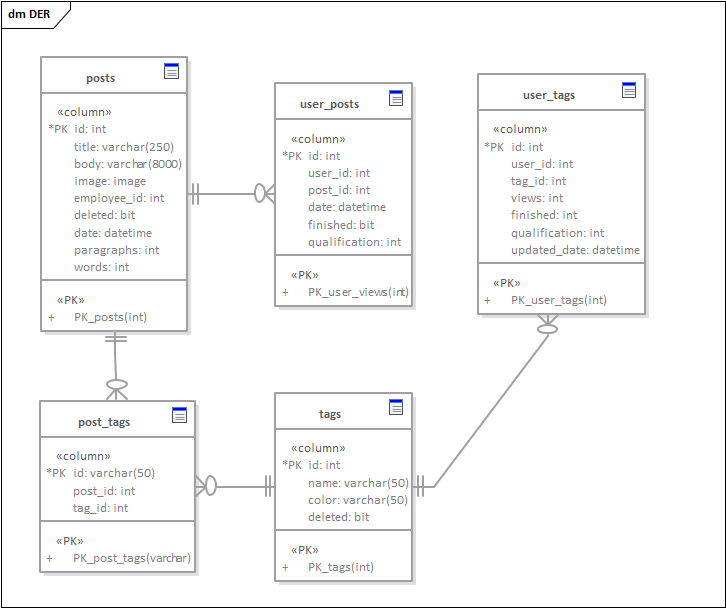 dm DER
posts
«column»
*PK id: int
title: varchar(250)
body: varchar(8000)
image: image
employee_id: int
deleted: bit
date: datetime
paragraphs: int
words: int
«PK»
+ PK_posts(int)
user_posts
«column»
*PK id: int
user_id: int
post_id: int
date: datetime
finished: bit
qualification: int
«PK»
+ PK_user_views(int)
user_tags
«column»
*PK id: int
user_id: int
tag_id: int
views: int
finished: int
qualification: int
updated_date: datetime
«PK»
+ PK_user_tags(int)
post_tags
«column»
*PK id: varchar(50)
post_id: int
tag_id: int
«PK»
+ PK_post_tags(varchar)
tags
«column»
*PK id: int
name: varchar(50)
color: varchar(50)
deleted: bit
«PK»
+ PK_tags(int)